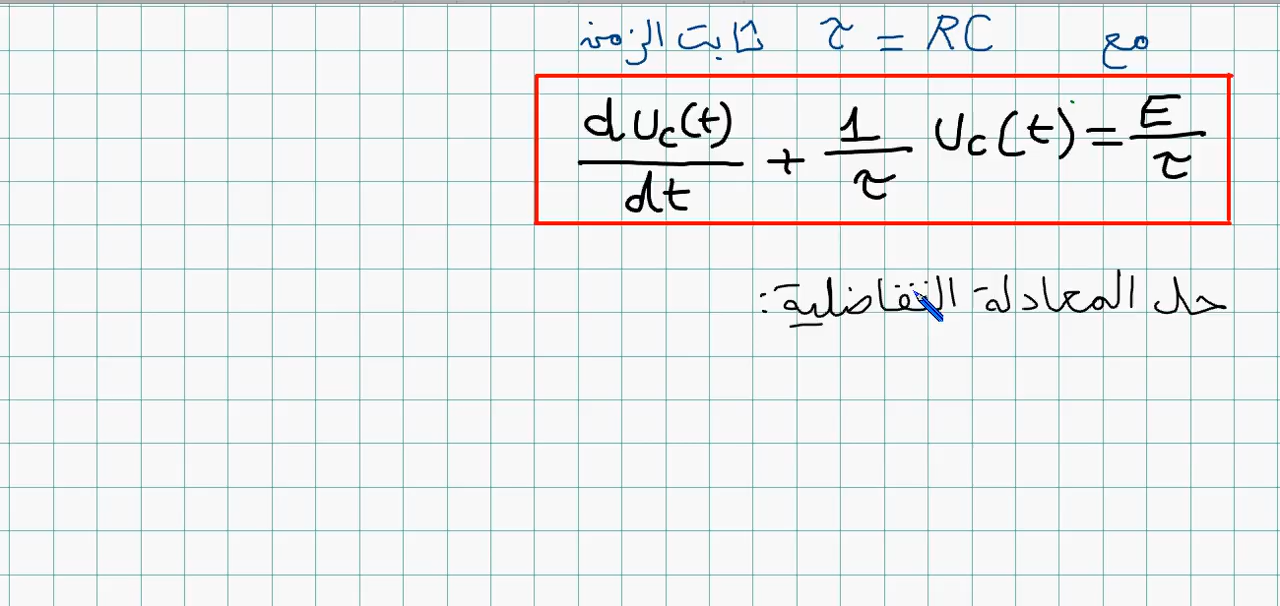 مع τ = RC ثابت الزمن
dUc(t)/dt + 1/τ Uc(t) = E/τ
حل المعادلة التفاضلية: